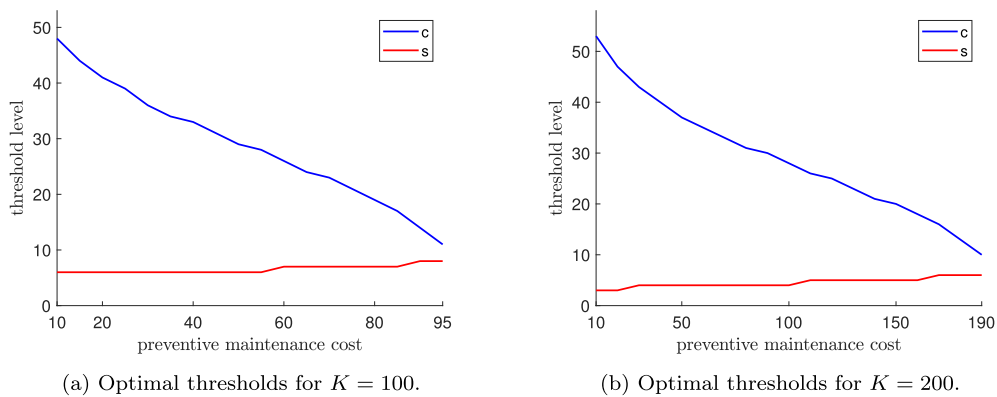 50
40
30
20
10
0
threshold level
c
s
10 20 40 60 80 95
preventive maintenance cost
(a) Optimal thresholds for K = 100.
50
40
30
20
10
0
threshold level
c
s
10 50 100 150 190
preventive maintenance cost
(b) Optimal thresholds for K = 200.